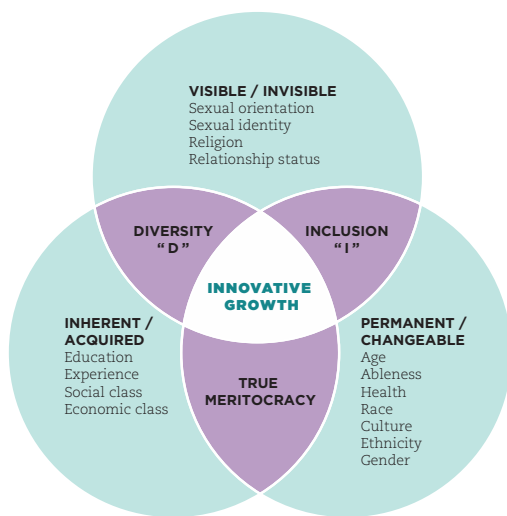 VISIBLE / INVISIBLE
Sexual orientation
Sexual identity
Religion
Relationship status
DIVERSITY
“D”
INCLUSION
“I”
INNOVATIVE
GROWTH
INHERENT /
ACQUIRED
Education
Experience
Social class
Economic class
TRUE
MERITOCRACY
PERMANENT /
CHANGEABLE
Age
Ableness
Health
Race
Culture
Ethnicity
Gender